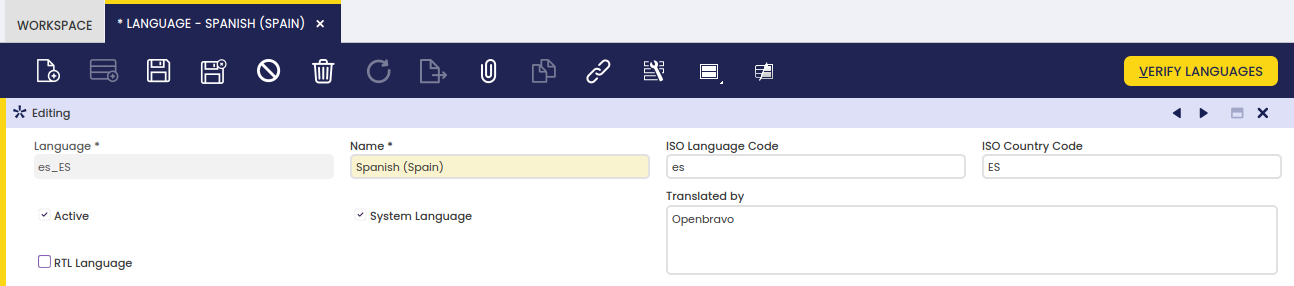 WORKSPACE
* LANGUAGE - SPANISH (SPAIN) ×
VERIFY LANGUAGES
Editing
Language * Name * ISO Language Code ISO Country Code
es_ES Spanish (Spain) es ES
Translated by
Active System Language Openbravo
RTL Language